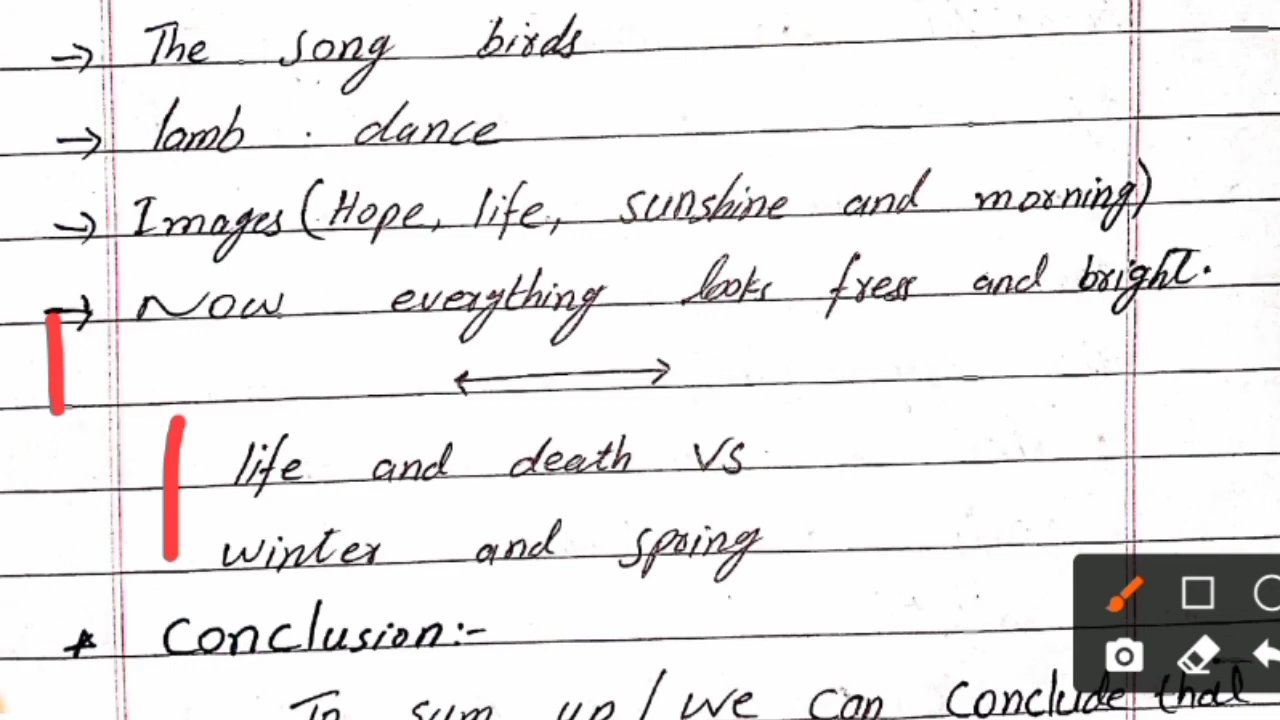 → The song birds
→ lamb . dance
→ Images (Hope, life, sunshine and morning)
→ Now everything looks fress and bright.
life and death VS
winter and spring
* Conclusion:-
To sum up / we can conclude that